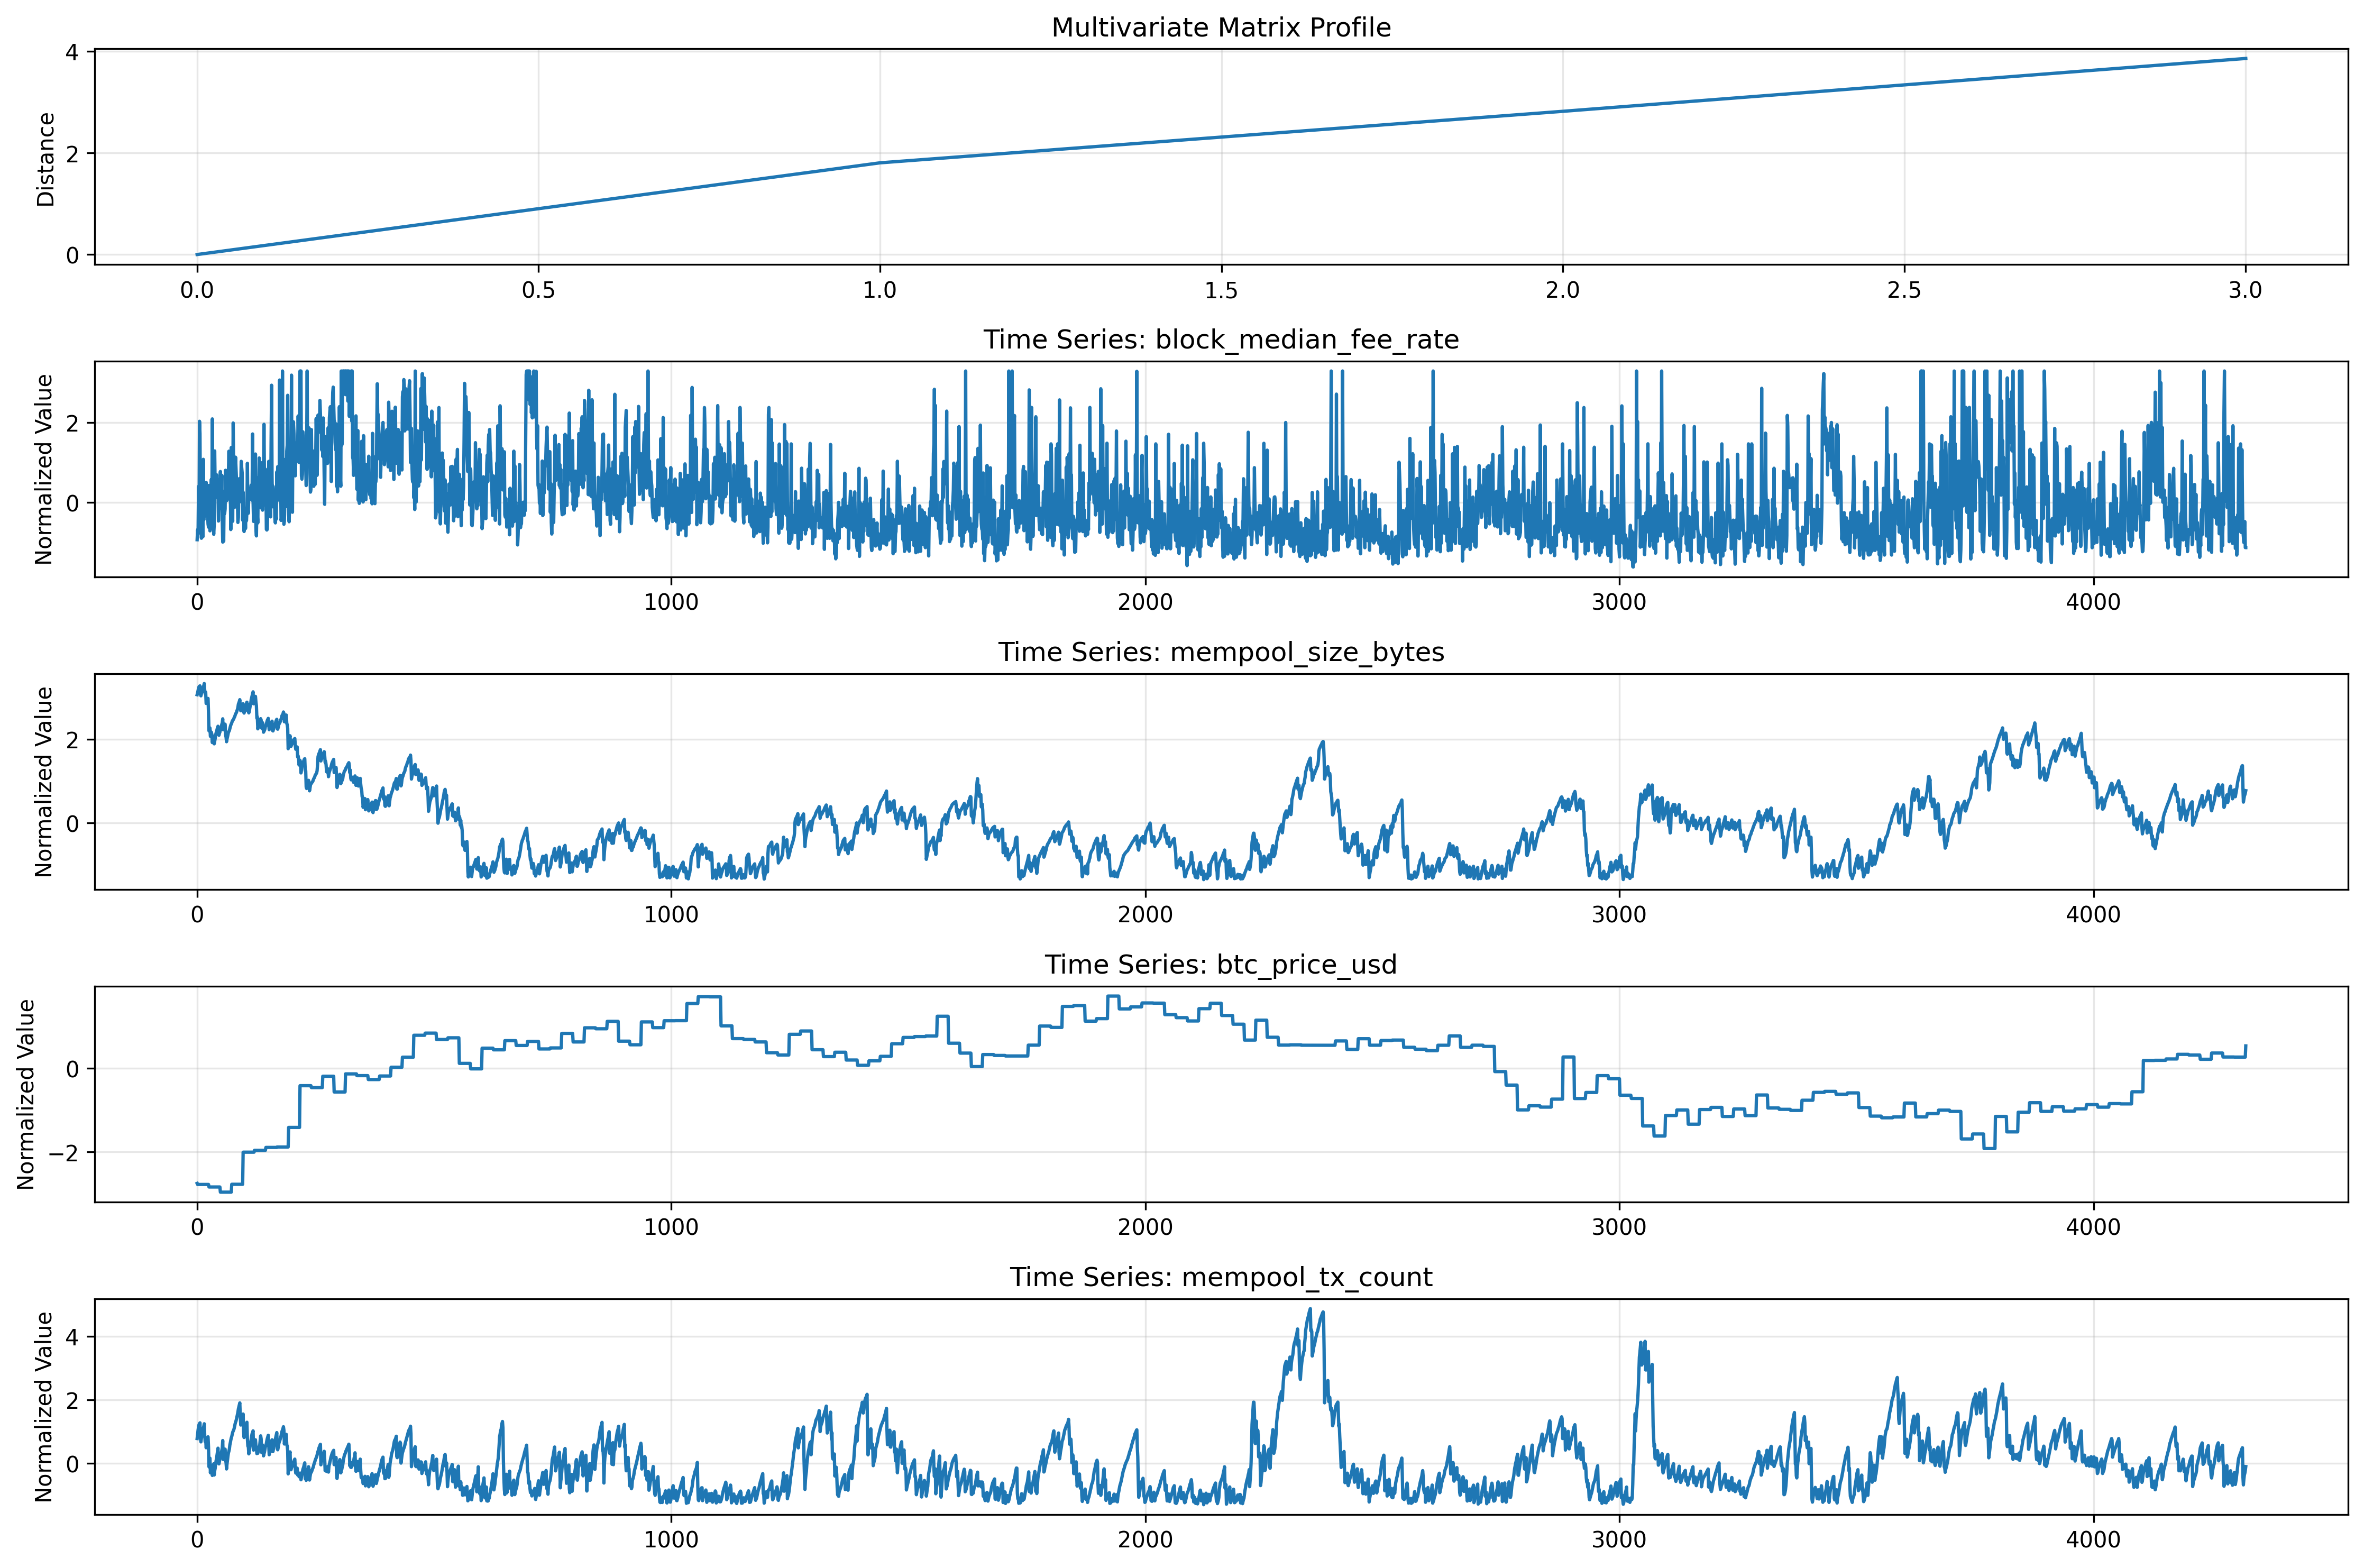 Multivariate Matrix Profile
Distance
4
2
0
0.0 0.5 1.0 1.5 2.0 2.5 3.0
Time Series: block_median_fee_rate
Normalized Value
2
0
0 1000 2000 3000 4000
Time Series: mempool_size_bytes
Normalized Value
2
0
0 1000 2000 3000 4000
Time Series: btc_price_usd
Normalized Value
0
−2
0 1000 2000 3000 4000
Time Series: mempool_tx_count
Normalized Value
4
2
0
0 1000 2000 3000 4000